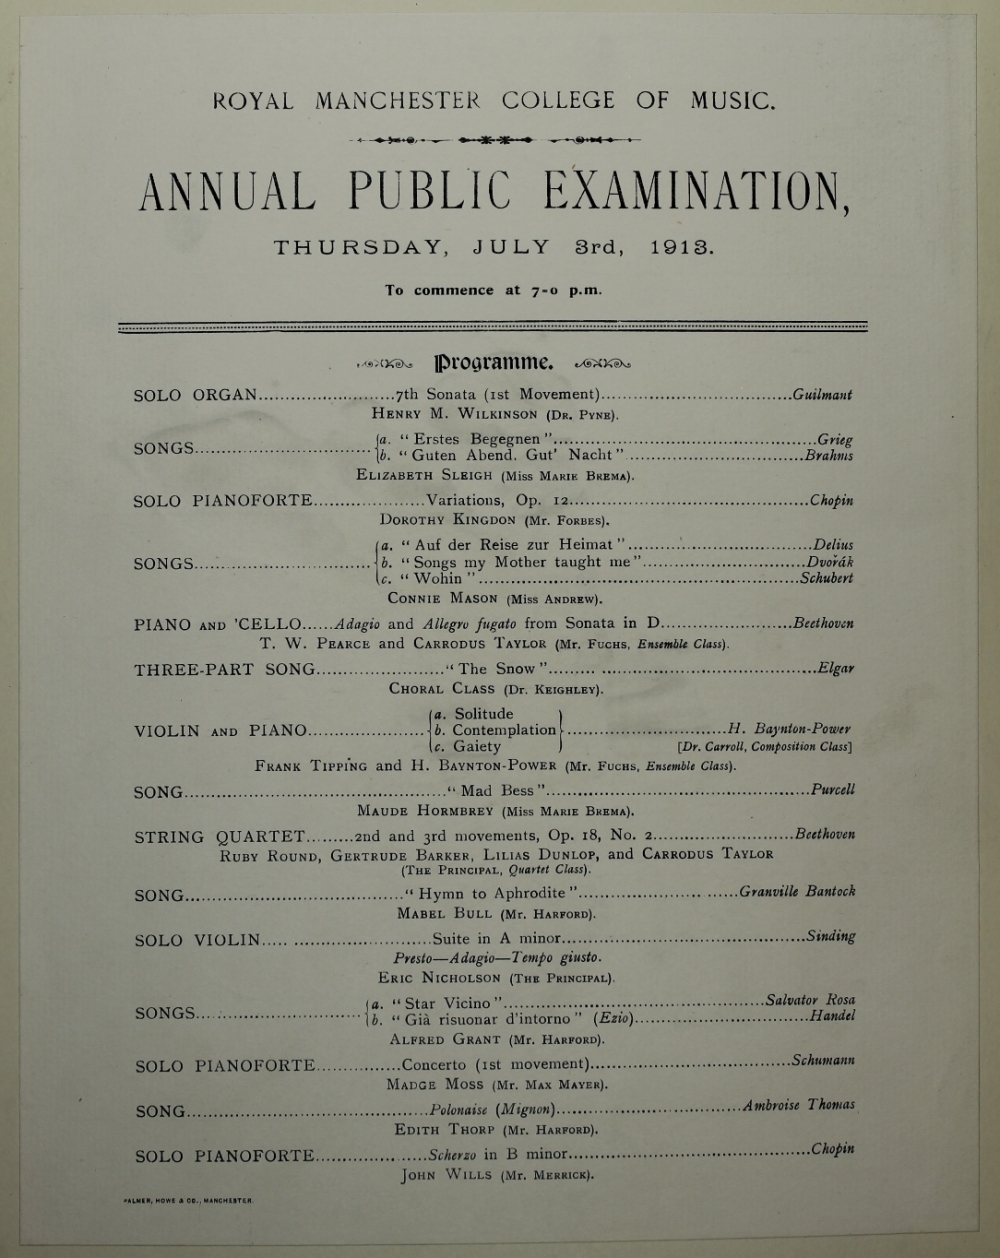 ROYAL MANCHESTER COLLEGE OF MUSIC.
ANNUAL PUBLIC EXAMINATION,
THURSDAY, JULY 3rd, 1913.
To commence at 7-0 p.m.
Programme.
SOLO ORGAN..........................7th Sonata (1st Movement)....................................Guilmant
HENRY M. WILKINSON (DR. PYNE).
SONGS..................................{a. “Erstes Begegnen”..................................................Grieg
{b. “Guten Abend. Gut’ Nacht”..................................Brahms
ELIZABETH SLEIGH (Miss MARIE BREMA).
SOLO PIANOFORTE.....................Variations, Op. 12..............................................Chopin
DOROTHY KINGDON (Mr. FORBES).
SONGS..................................{a. “Auf der Reise zur Heimat”...................................Delius
{b. “Songs my Mother taught me”................................Dvořák
{c. “Wohin”..............................................................Schubert
CONNIE MASON (Miss ANDREW).
PIANO AND ’CELLO......Adagio and Allegro fugato from Sonata in D.........................Beethoven
T. W. PEARCE and CARRODUS TAYLOR (Mr. FUCHS, Ensemble Class).
THREE-PART SONG........................“The Snow”....................................................Elgar
CHORAL CLASS (Dr. KEIGHLEY).
{a. Solitude
VIOLIN AND PIANO......................{b. Contemplation}...............................H. Baynton-Power
{c. Gaiety [Dr. Carroll, Composition Class]
FRANK TIPPING and H. BAYNTON-POWER (Mr. FUCHS, Ensemble Class).
SONG..................................................“Mad Bess”..................................................Purcell
MAUDE HORMBREY (Miss MARIE BREMA).
STRING QUARTET.........2nd and 3rd movements, Op. 18, No. 2...........................Beethoven
RUBY ROUND, GERTRUDE BARKER, LILIAS DUNLOP, and CARRODUS TAYLOR
(THE PRINCIPAL, Quartet Class).
SONG..........................................“Hymn to Aphrodite”..............................Granville Bantock
MABEL BULL (Mr. HARFORD).
SOLO VIOLIN..... ..........................Suite in A minor..............................................Sinding
Presto—Adagio—Tempo giusto.
ERIC NICHOLSON (THE PRINCIPAL).
SONGS..................................{a. “Star Vicino”..................................................Salvator Rosa
{b. “Già risuonar d’intorno” (Ezio)..................................Handel
ALFRED GRANT (Mr. HARFORD).
SOLO PIANOFORTE................Concerto (1st movement)......................................Schumann
MADGE MOSS (Mr. MAX MAYER).
SONG..............................................Polonaise (Mignon)...................................Ambroise Thomas
EDITH THORP (Mr. HARFORD).
SOLO PIANOFORTE............... ......Scherzo in B minor..............................................Chopin
JOHN WILLS (Mr. MERRICK).
PALMER, HOWE & CO., MANCHESTER.